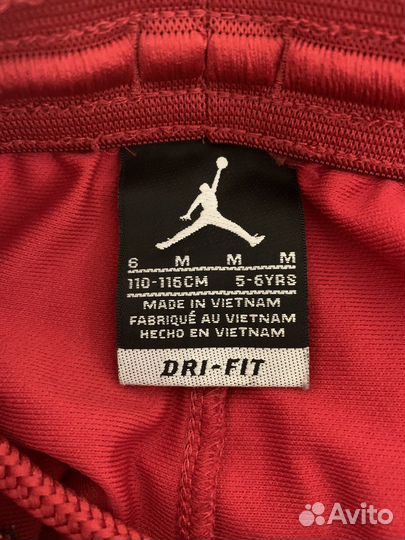 6 M M M
110-116CM 5-6YRS
MADE IN VIETNAM
FABRIQUÉ AU VIETNAM
HECHO EN VIETNAM
DRI-FIT
Avito